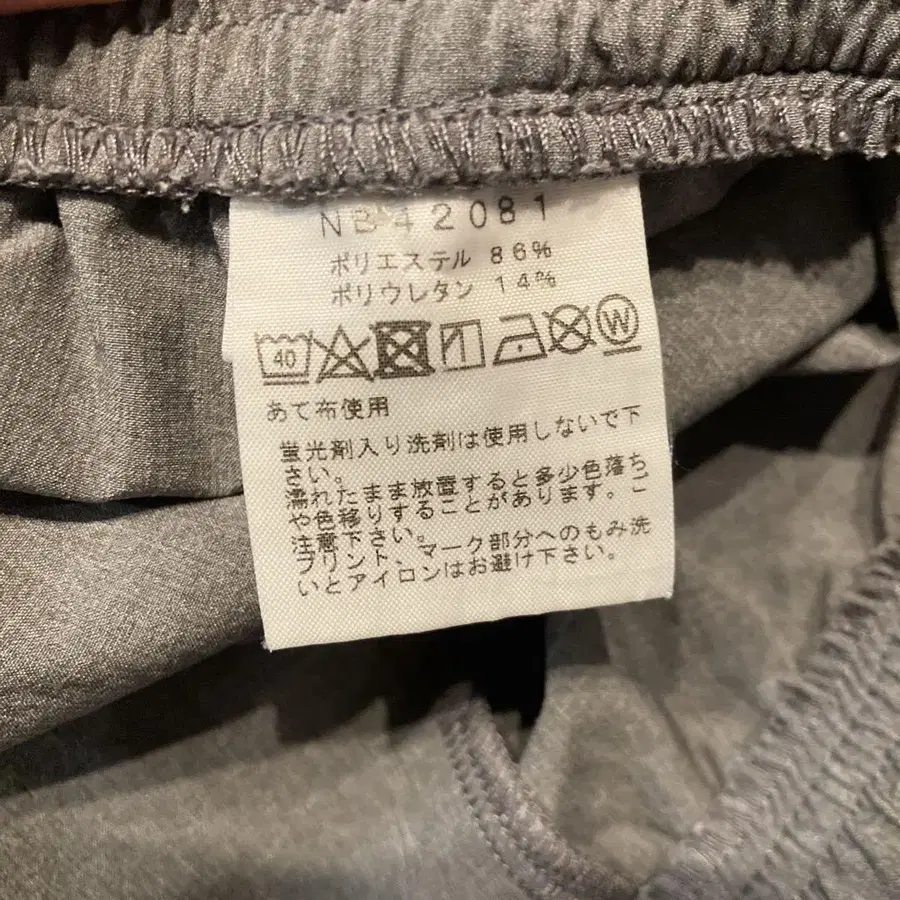 NB42081
ポリエステル 86%
ポリウレタン 14%
40
W
あて布使用
蛍光剤入り洗剤は使用しないで下
さい。
濡れたまま放置すると多少色落ち
や色移りすることがあります。ご
注意下さい。
プリント、マーク部分へのもみ洗
いとアイロンはお避け下さい。